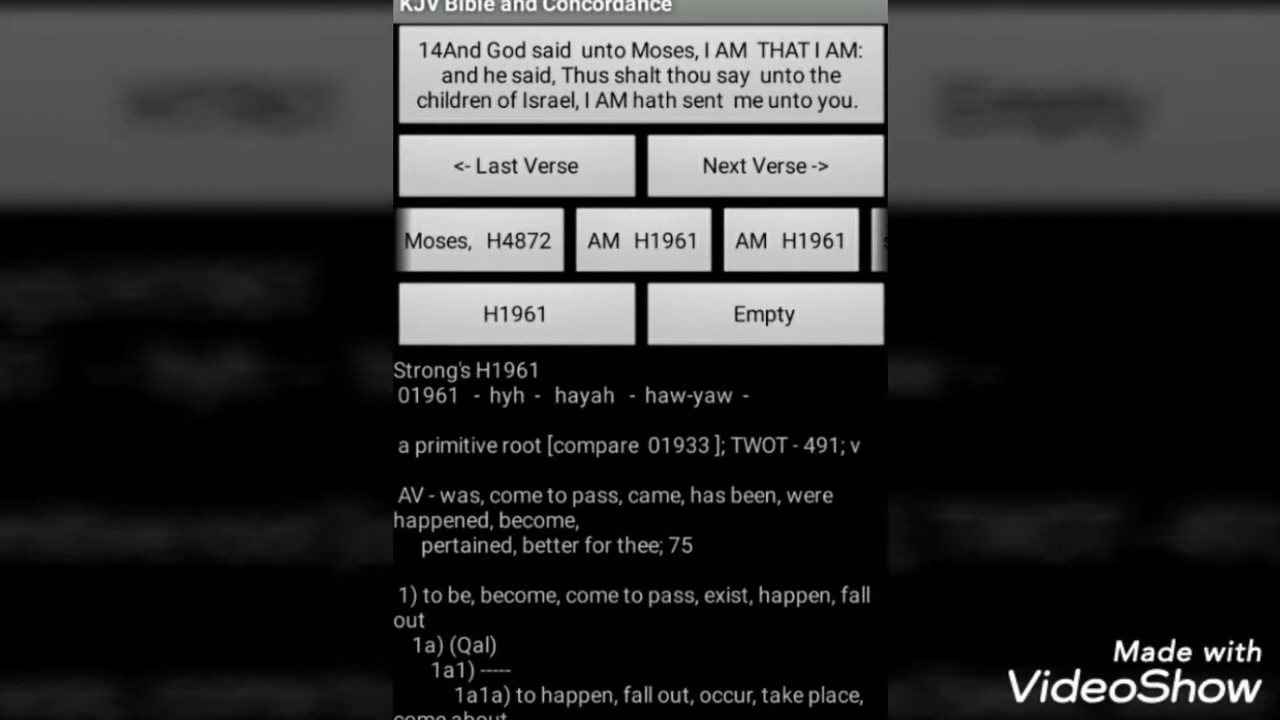 KJV Bible and Concordance
14And God said unto Moses, I AM THAT I AM:
and he said, Thus shalt thou say unto the
children of Israel, I AM hath sent me unto you.
<- Last Verse
Next Verse ->
Moses, H4872
AM H1961
AM H1961
H1961
Empty
Strong's H1961
01961 - hyh - hayah - haw-yaw -
a primitive root [compare 01933 ]; TWOT - 491; v
AV - was, come to pass, came, has been, were
happened, become,
pertained, better for thee; 75
1) to be, become, come to pass, exist, happen, fall
out
1a) (Qal)
1a1) -----
1a1a) to happen, fall out, occur, take place,
come about
Made with
VideoShow